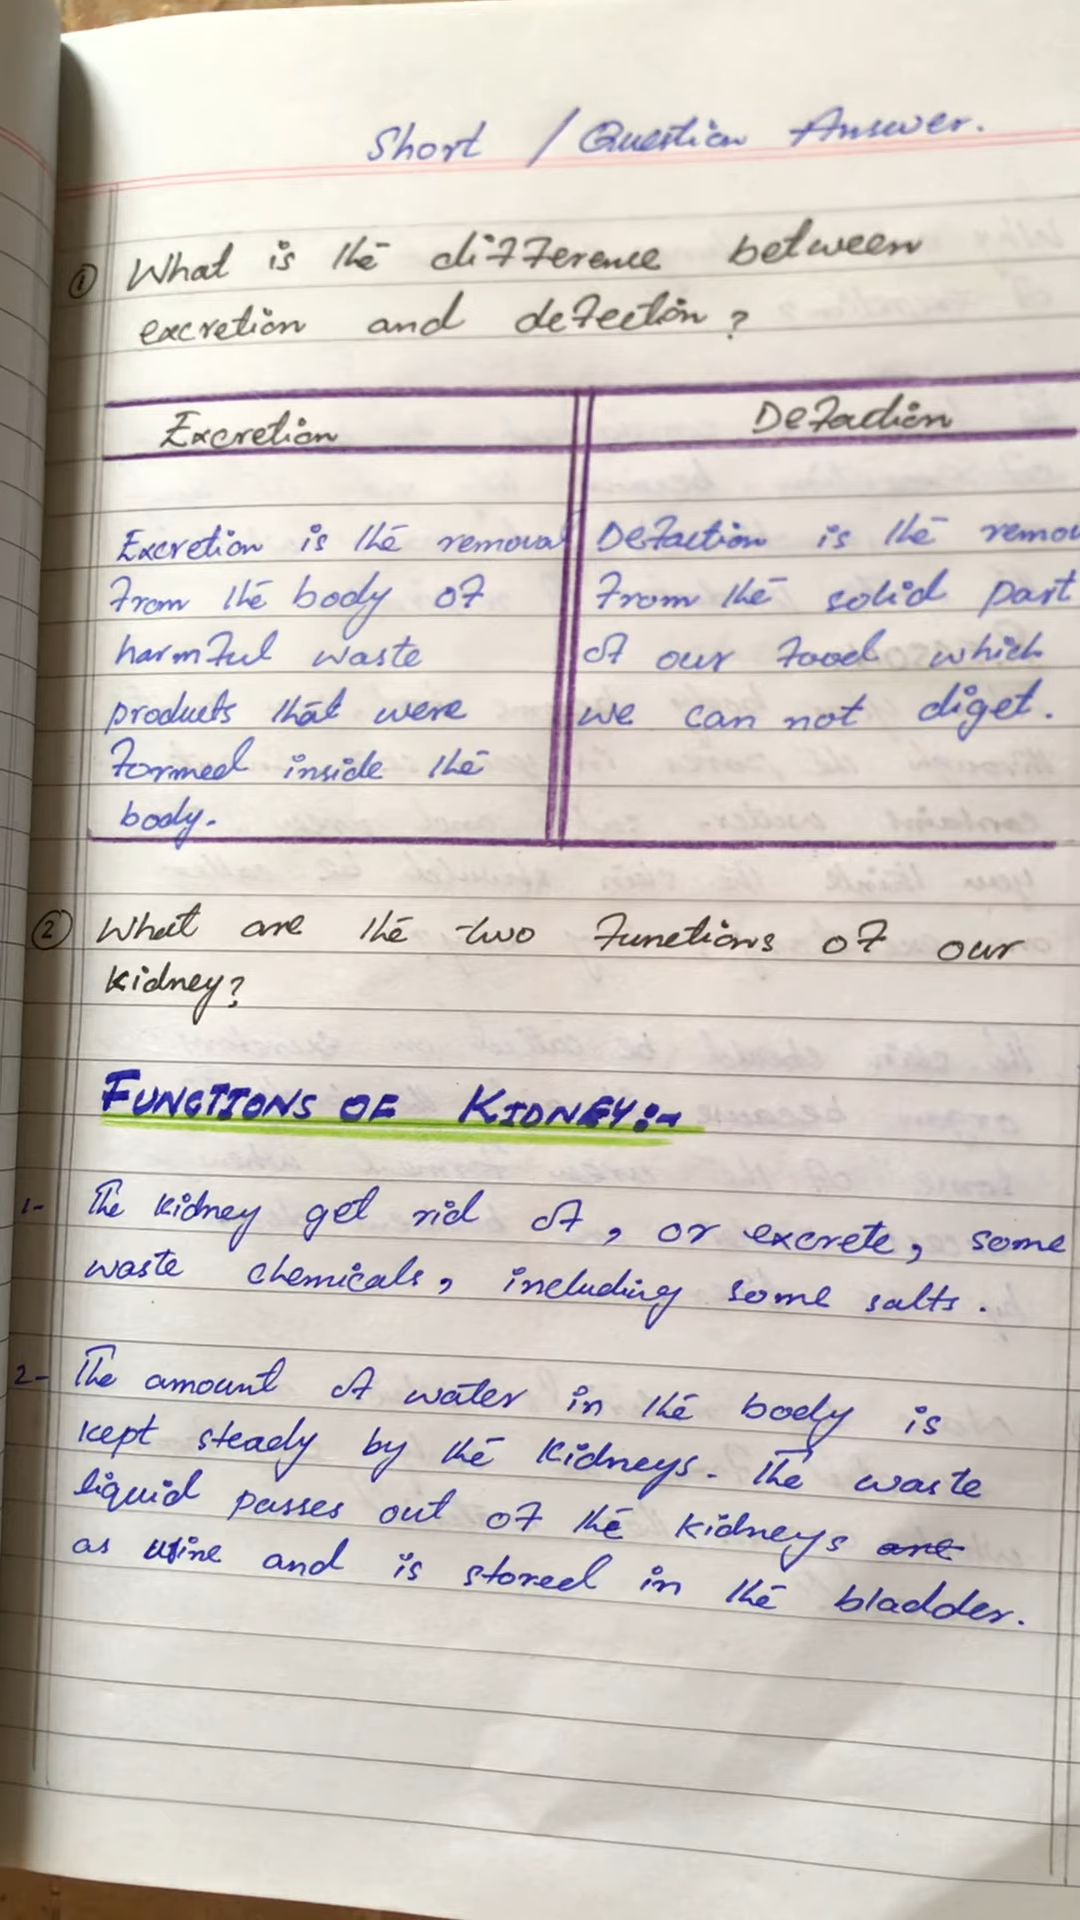 Short / Question Answer.
① What is the difference between
excretion and defection ?
Excretion
Defaction
Excretion is the removal
from the body of
harmful waste
products that were
formed inside the
body.
Defaction is the remov
from the solid part
of our food which
we can not diget.
② What are the two functions of our
kidney?
FUNCTIONS OF KIDNEY:-
1- The kidney get rid of, or excrete, some
waste chemicals, including some salts.
2- The amount of water in the body is
kept steady by the kidneys. The waste
liquid passes out of the kidneys are
as urine and is stored in the bladder.